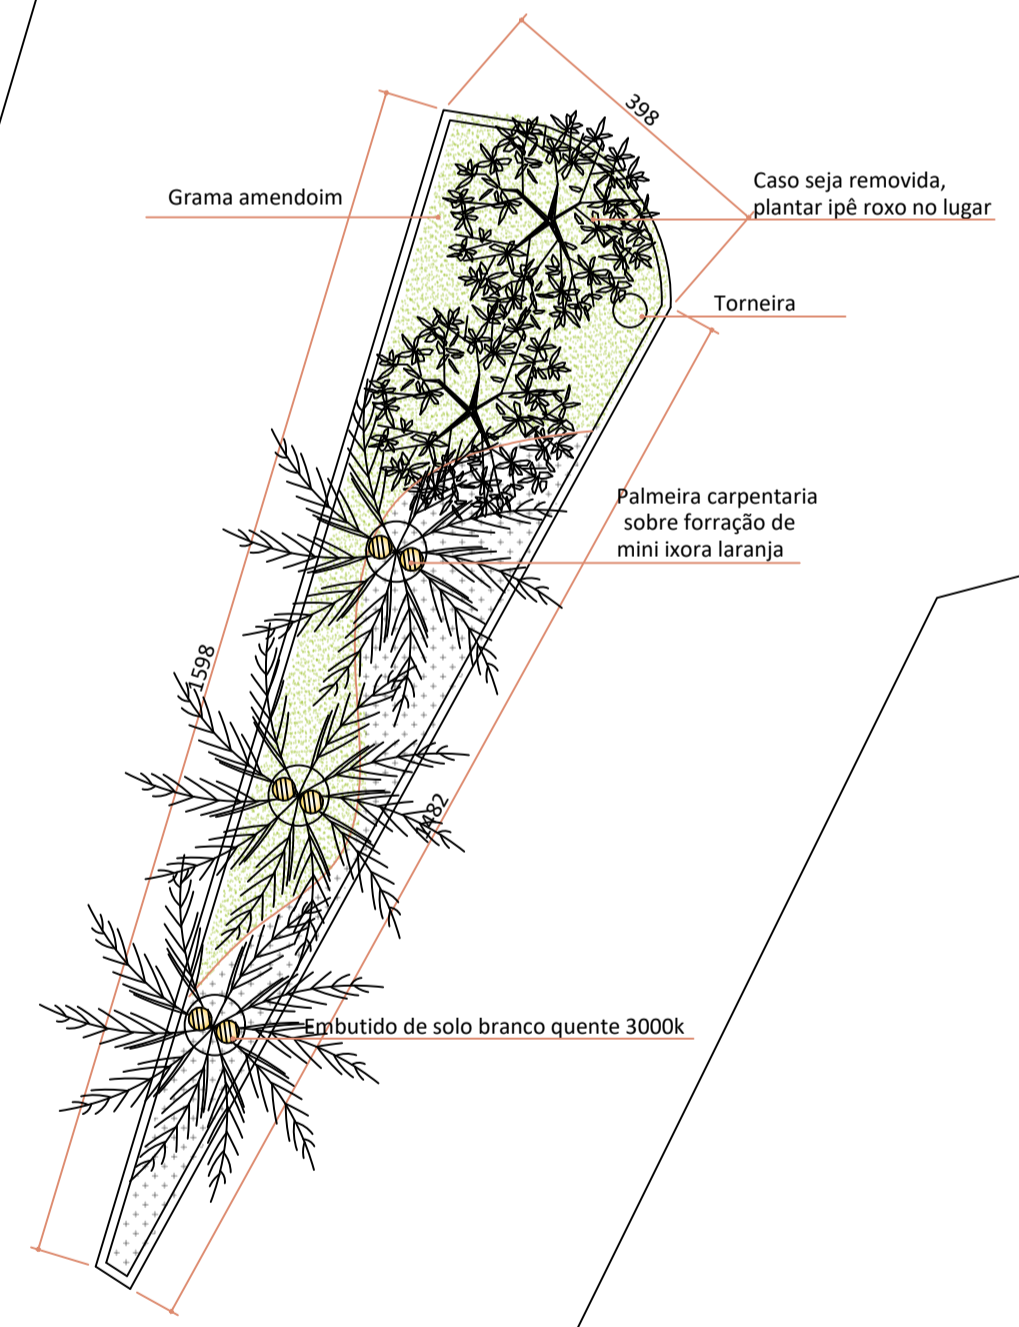 398
Grama amendoim
Caso seja removida,
plantar ipê roxo no lugar
Torneira
Palmeira carpentaria
sobre forração de
mini ixora laranja
1598
1482
Embutido de solo branco quente 3000k